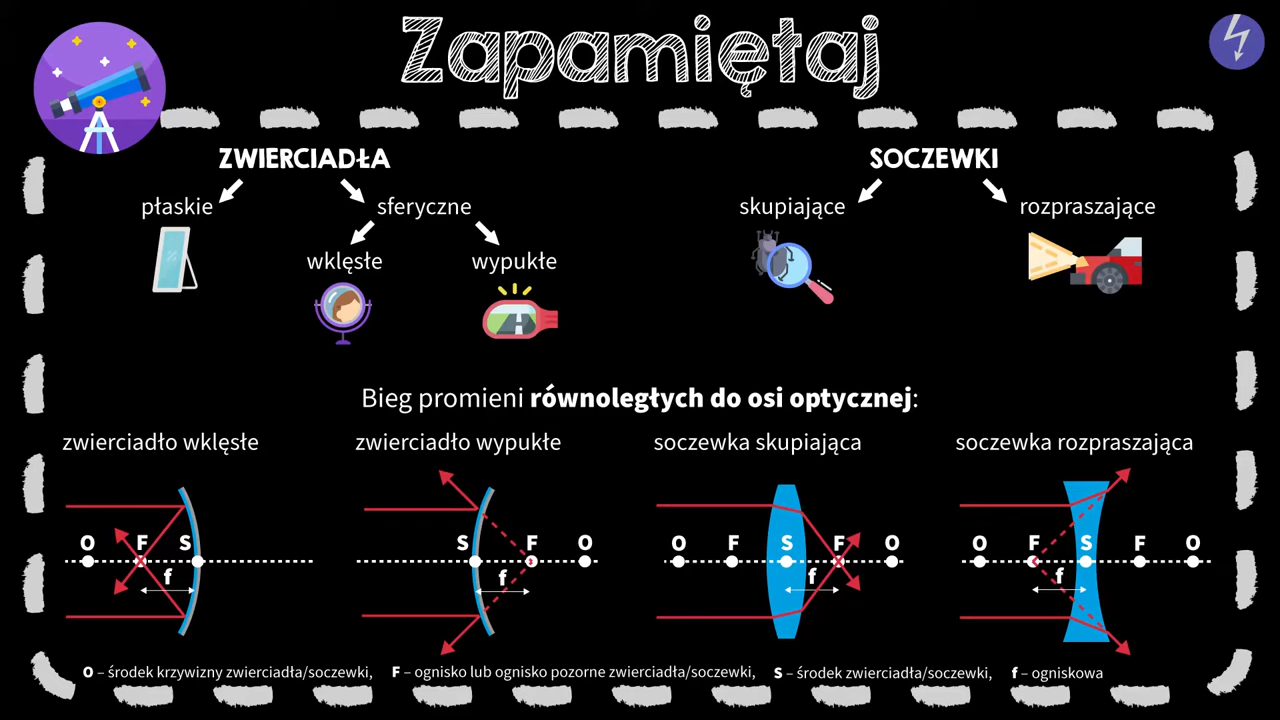 Zapamiętaj
ZWIERCIADŁA
SOCZEWKI
płaskie
sferyczne
skupiające
rozpraszające
wklęsłe
wypukłe
Bieg promieni równoległych do osi optycznej:
zwierciadło wklęsłe
zwierciadło wypukłe
soczewka skupiająca
soczewka rozpraszająca
O F S
f
S F O
f
O F S F O
f
O F S F O
f
O – środek krzywizny zwierciadła/soczewki, F – ognisko lub ognisko pozorne zwierciadła/soczewki, S – środek zwierciadła/soczewki, f – ogniskowa